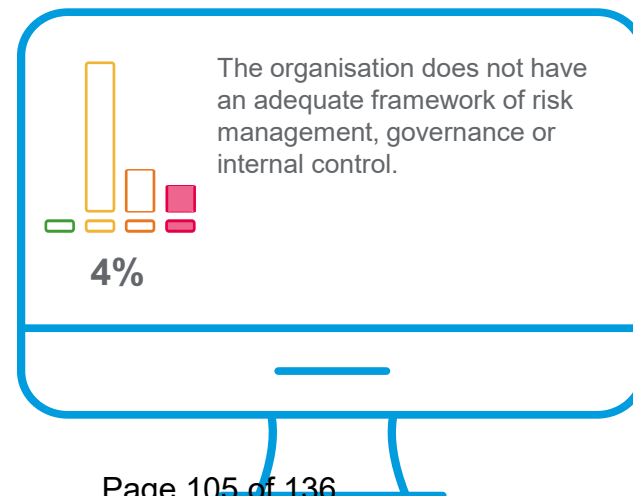 The organisation does not have
an adequate framework of risk
management, governance or
internal control.
4%
Page 105 of 136